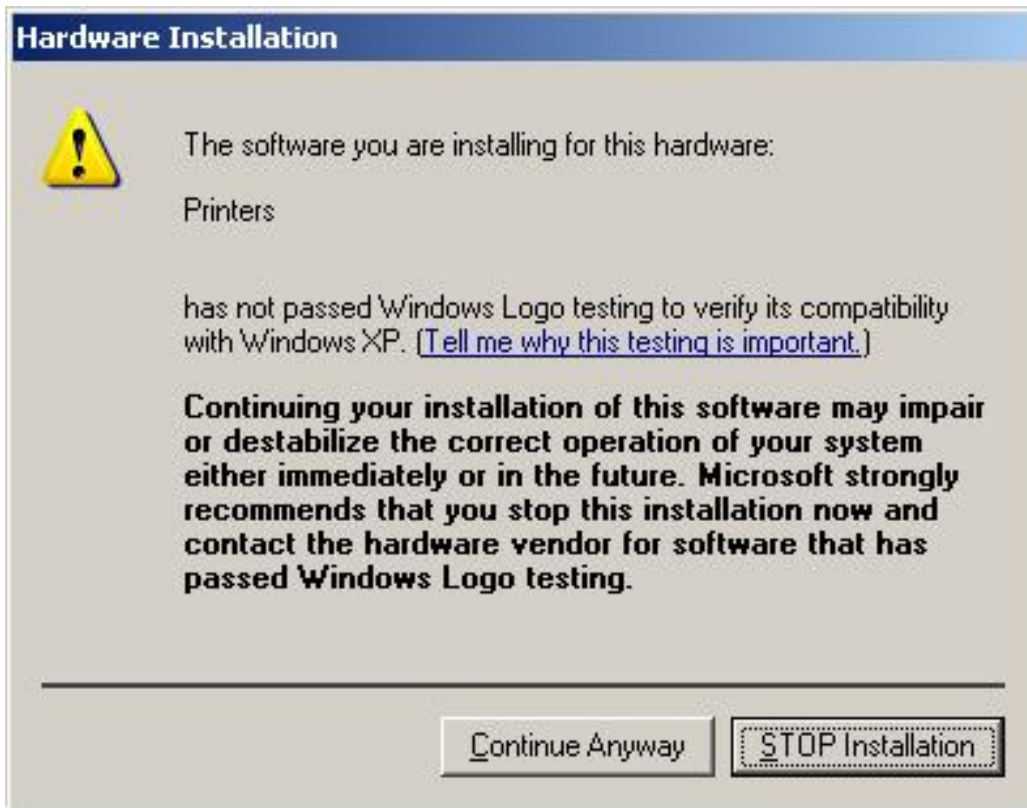 Hardware Installation
The software you are installing for this hardware:
Printers
has not passed Windows Logo testing to verify its compatibility
with Windows XP. (Tell me why this testing is important.)
Continuing your installation of this software may impair
or destabilize the correct operation of your system
either immediately or in the future. Microsoft strongly
recommends that you stop this installation now and
contact the hardware vendor for software that has
passed Windows Logo testing.
Continue Anyway
STOP Installation